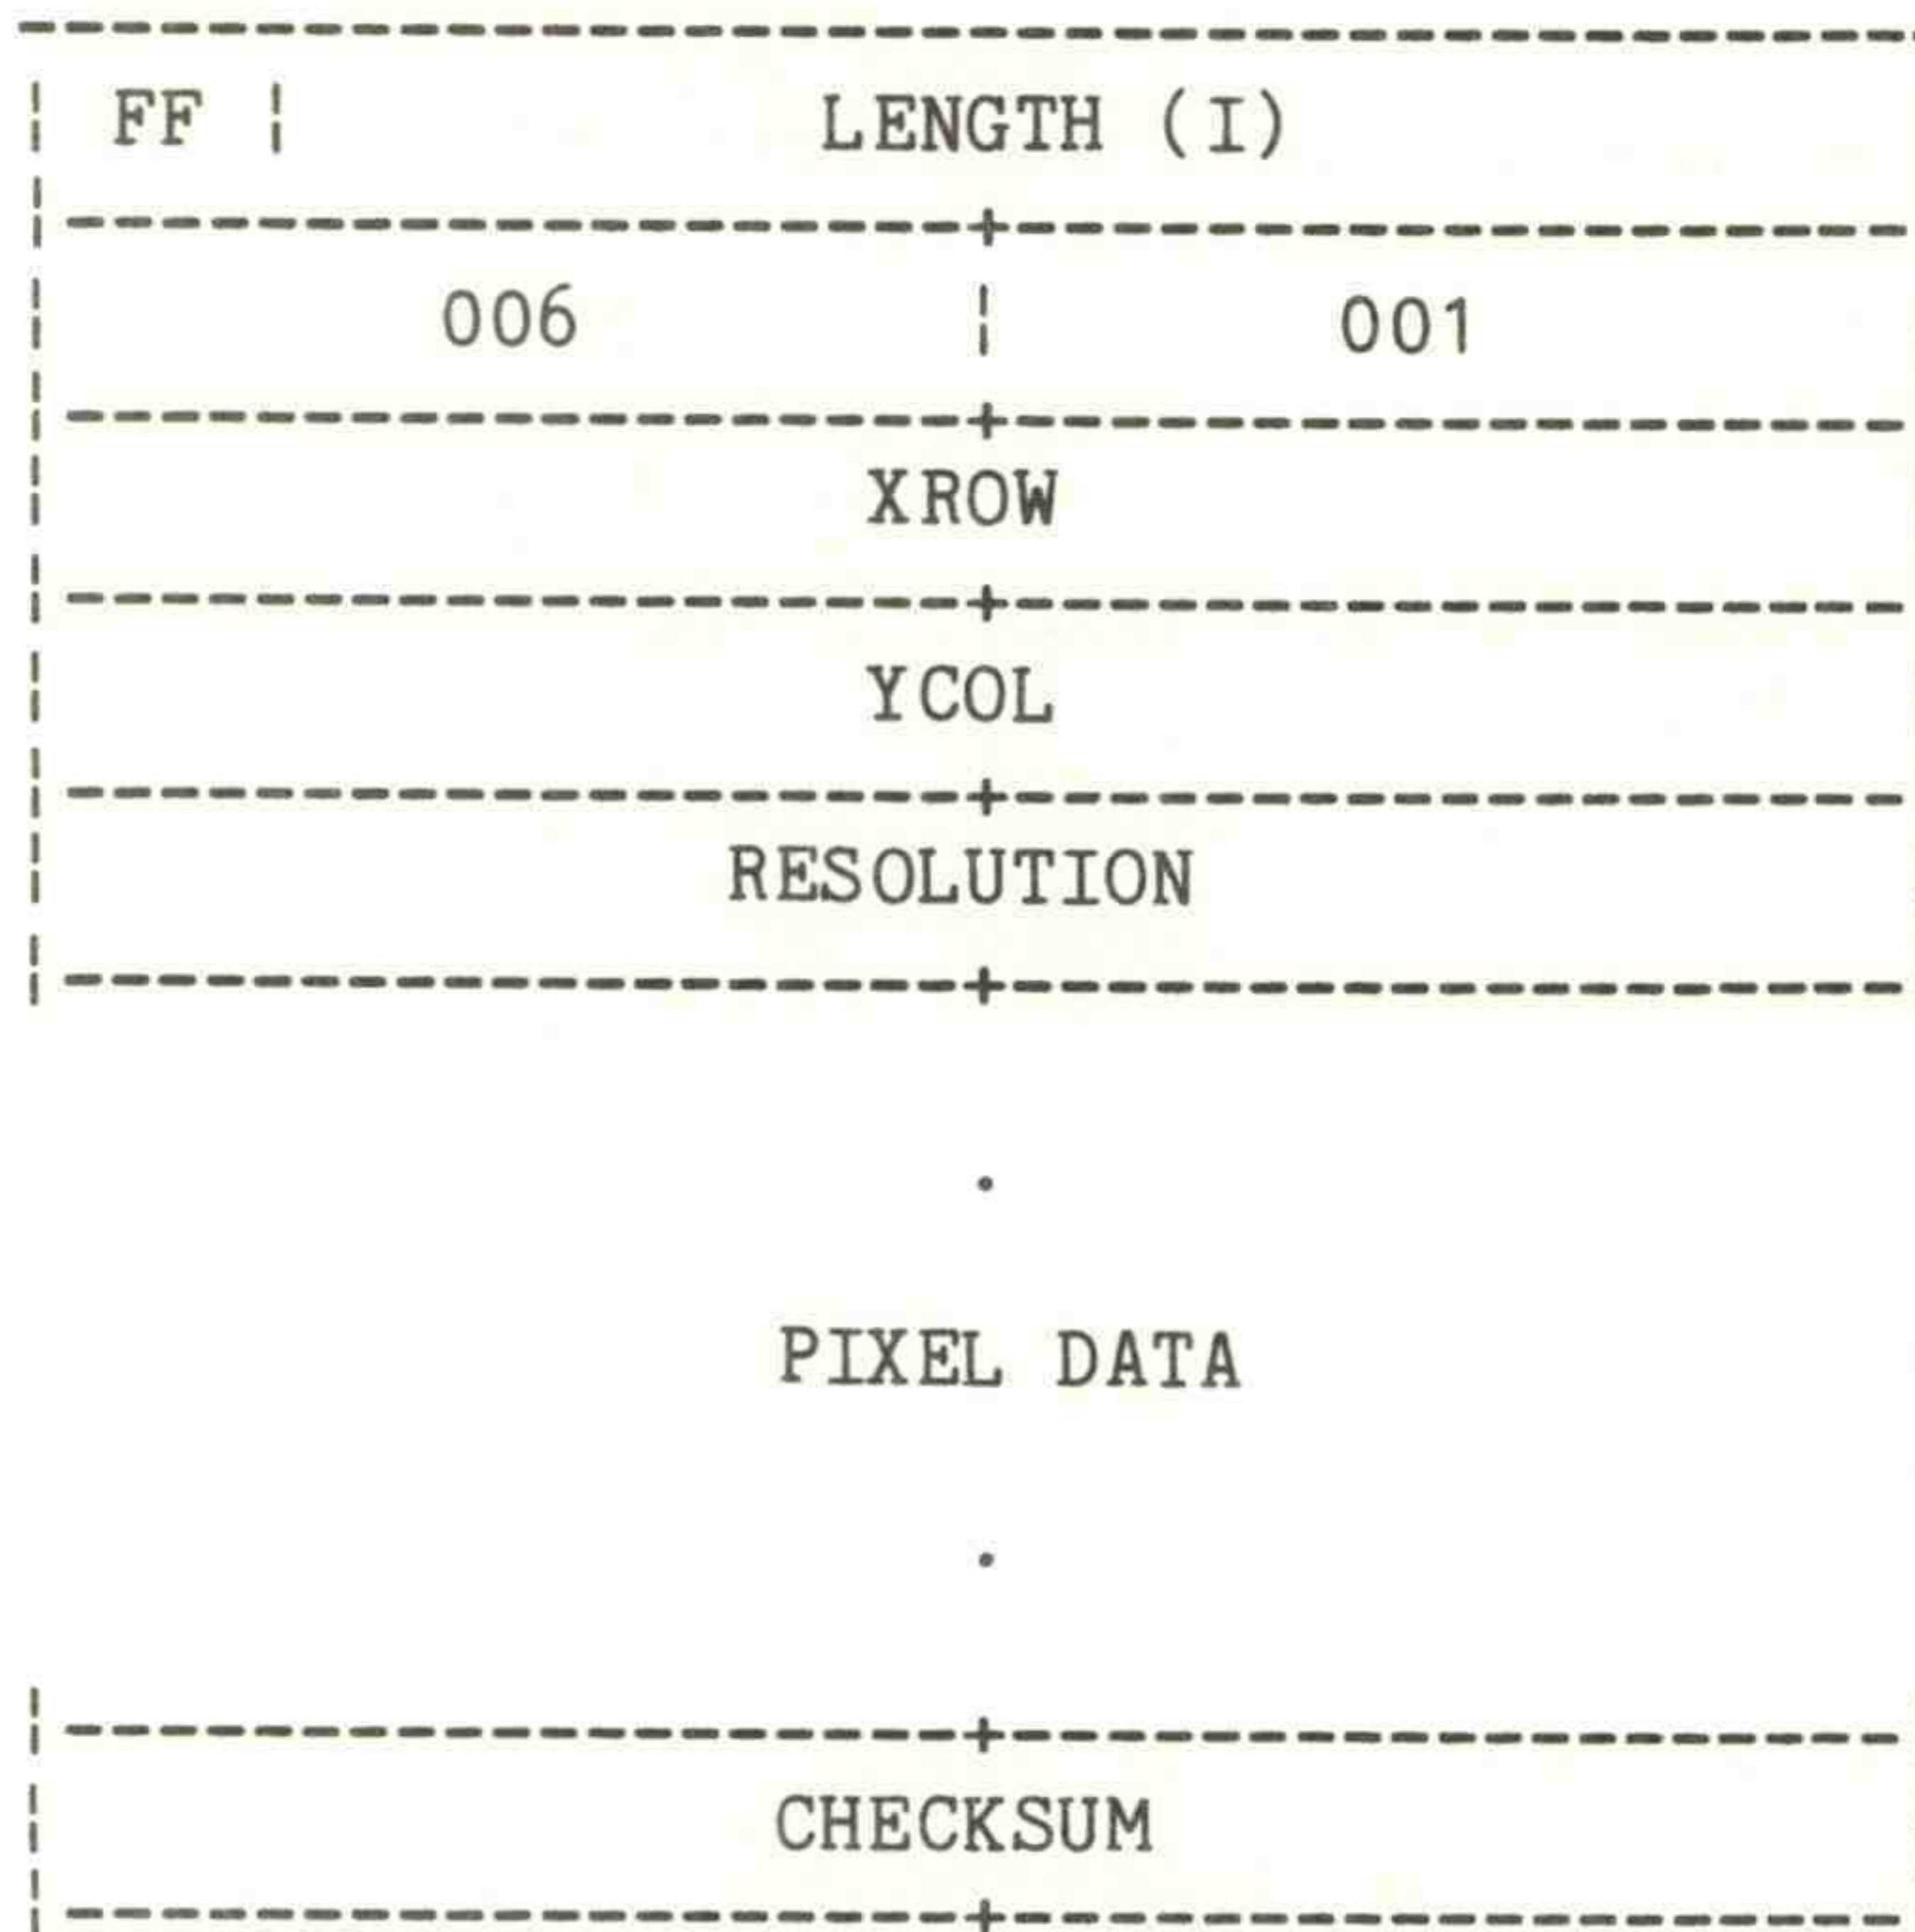 FF | LENGTH (I)
006 | 001
XROW
YCOL
RESOLUTION
.
PIXEL DATA
.
CHECKSUM